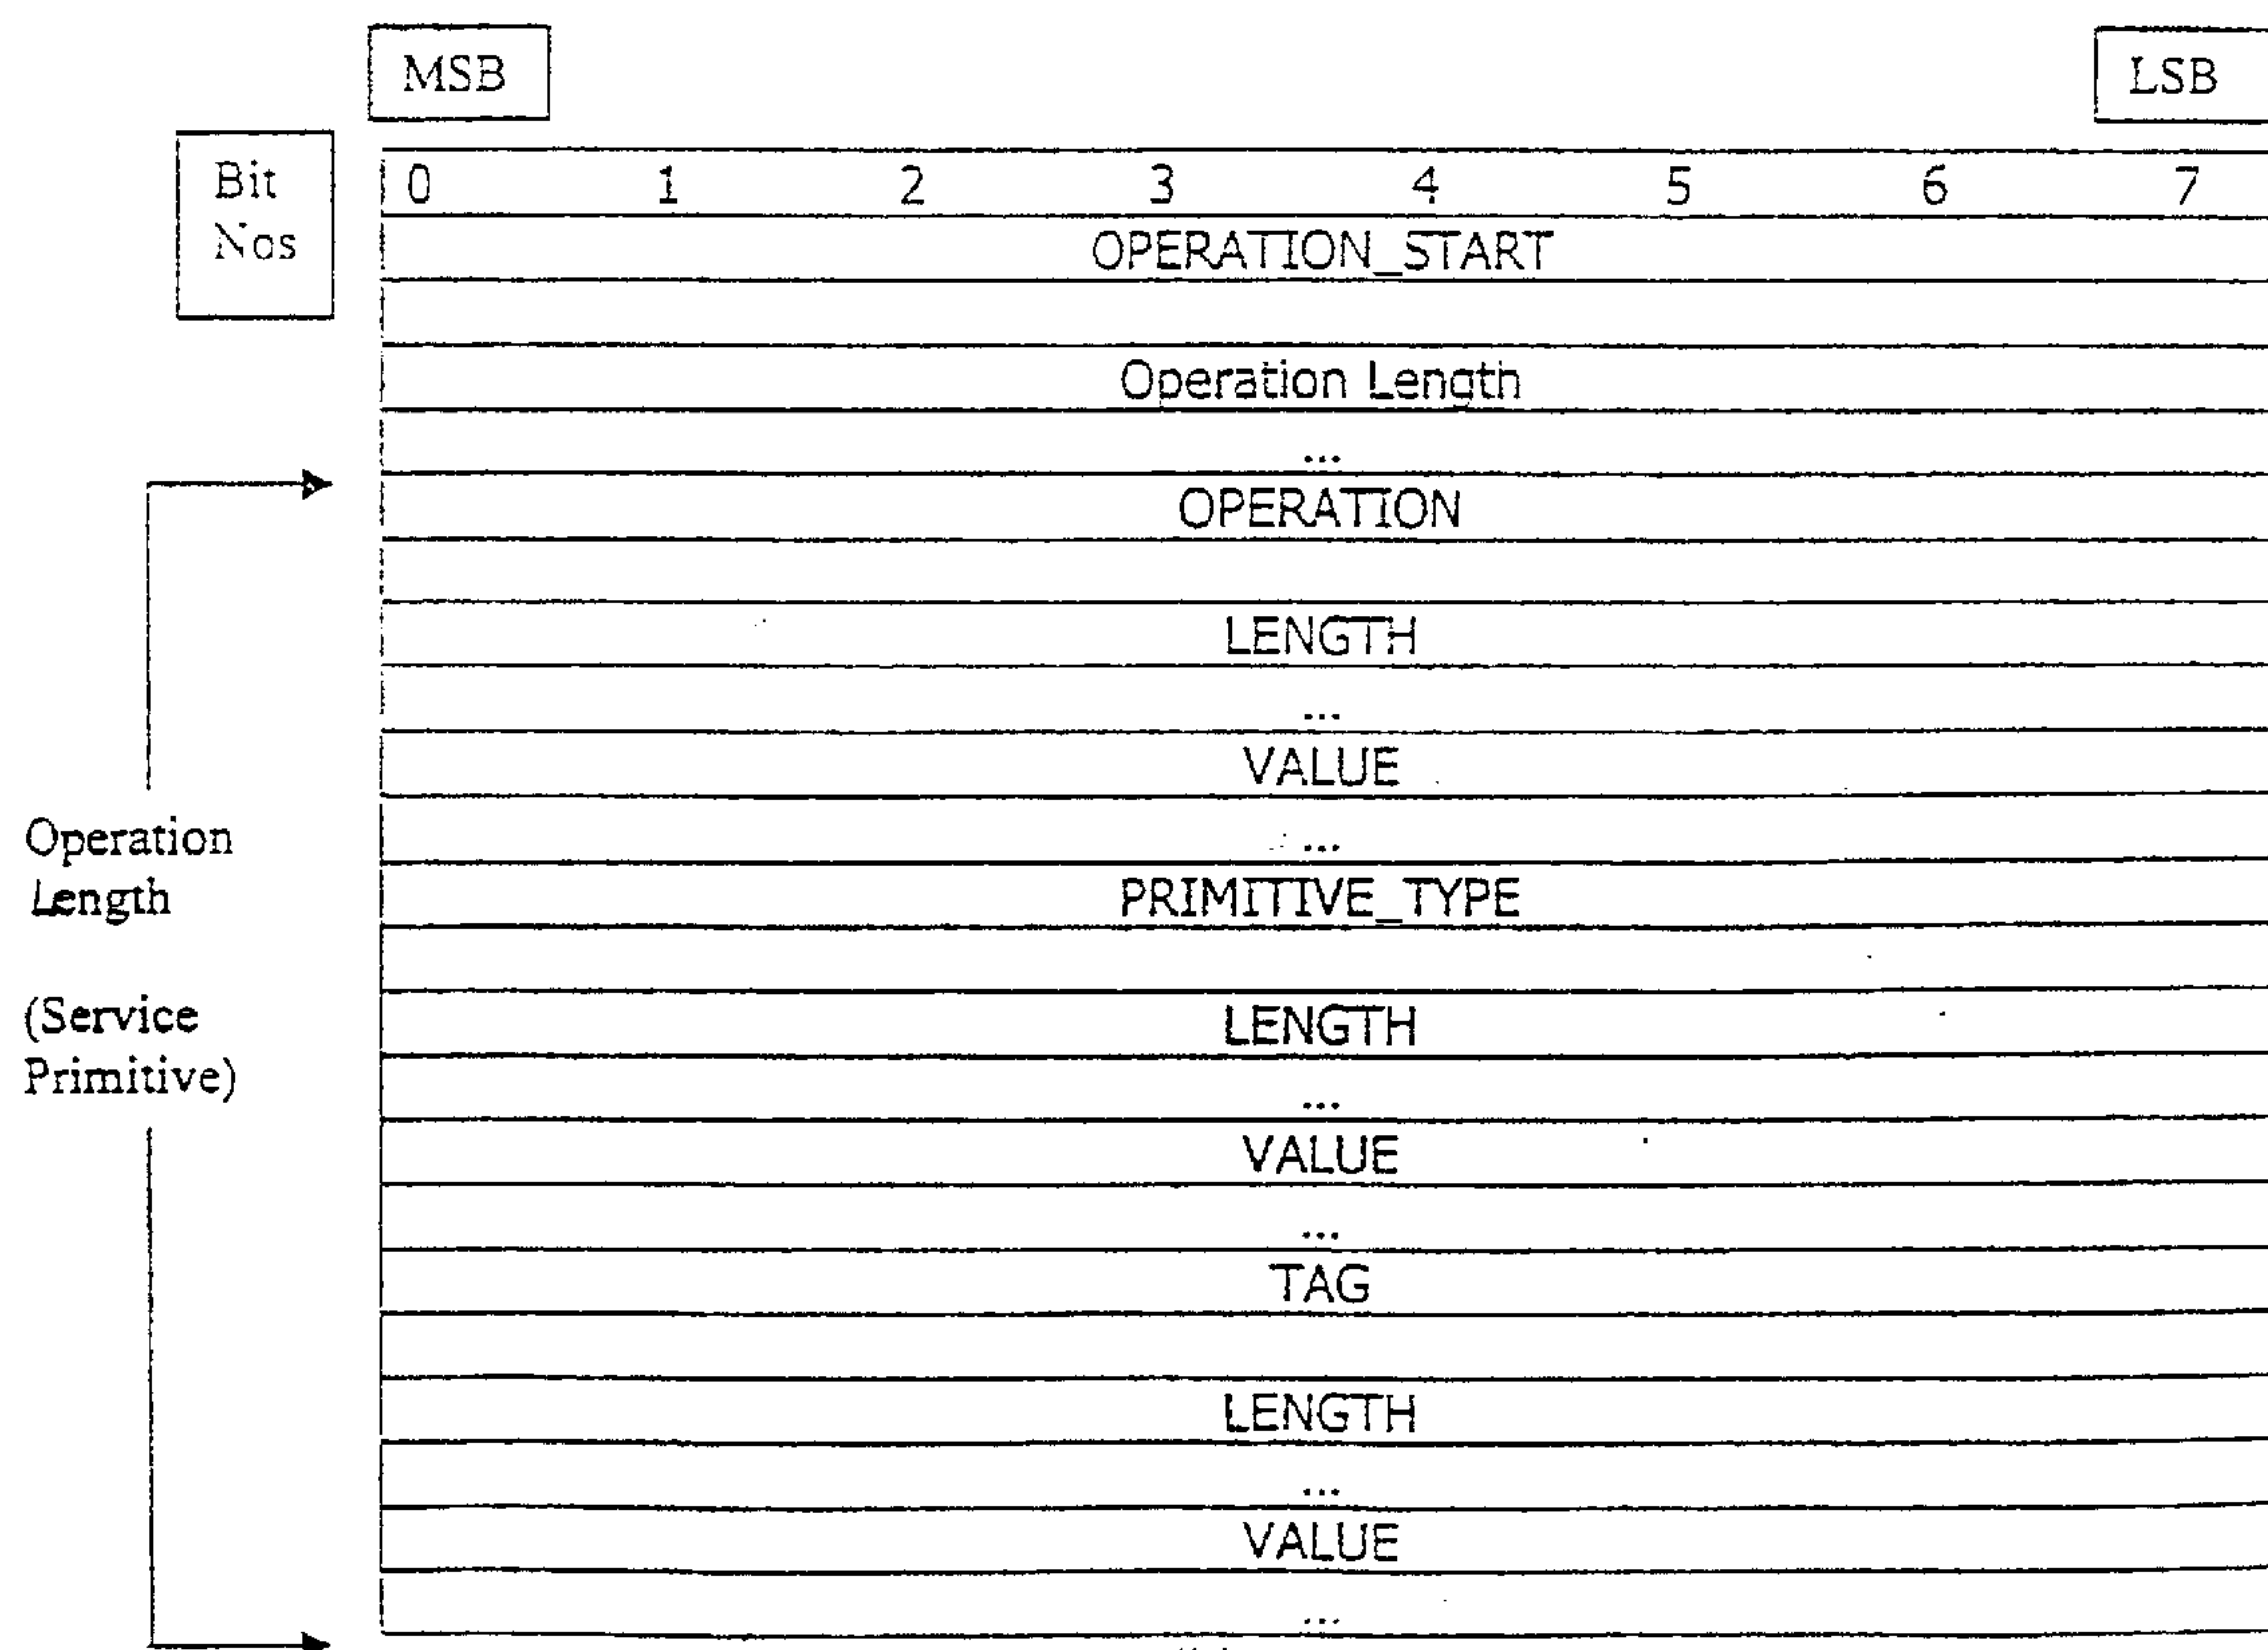 MSB LSB
Bit
Nos
0 1 2 3 4 5 6 7
OPERATION_START
Operation Length
...
OPERATION
LENGTH
...
VALUE
...
PRIMITIVE_TYPE
LENGTH
...
VALUE
...
TAG
LENGTH
...
VALUE
...
Operation
Length
(Service
Primitive)